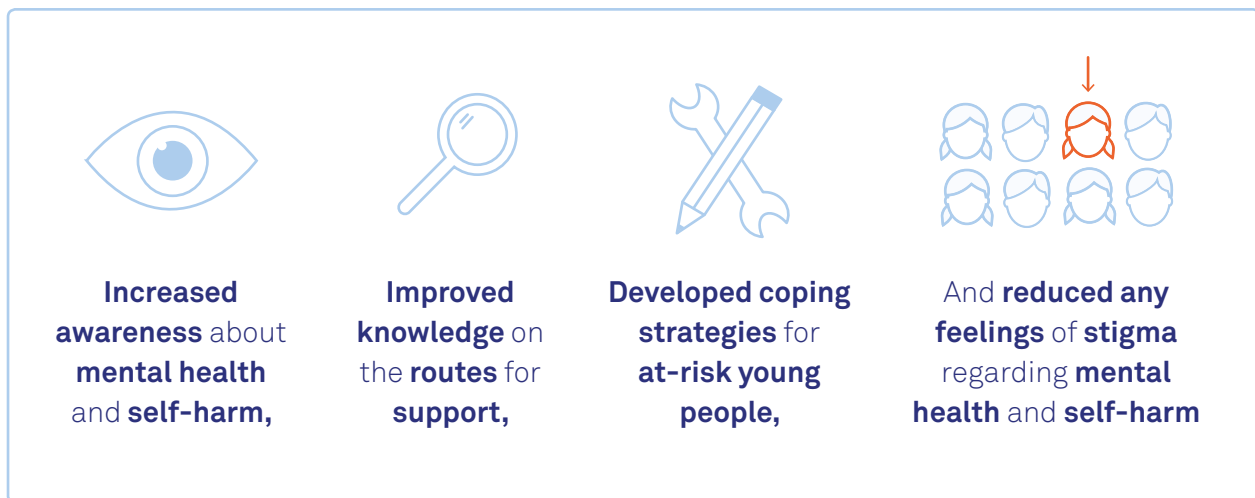 Increased
awareness about
mental health
and self-harm,
Improved
knowledge on
the routes for
support,
Developed coping
strategies for
at-risk young
people,
And reduced any
feelings of stigma
regarding mental
health and self-harm